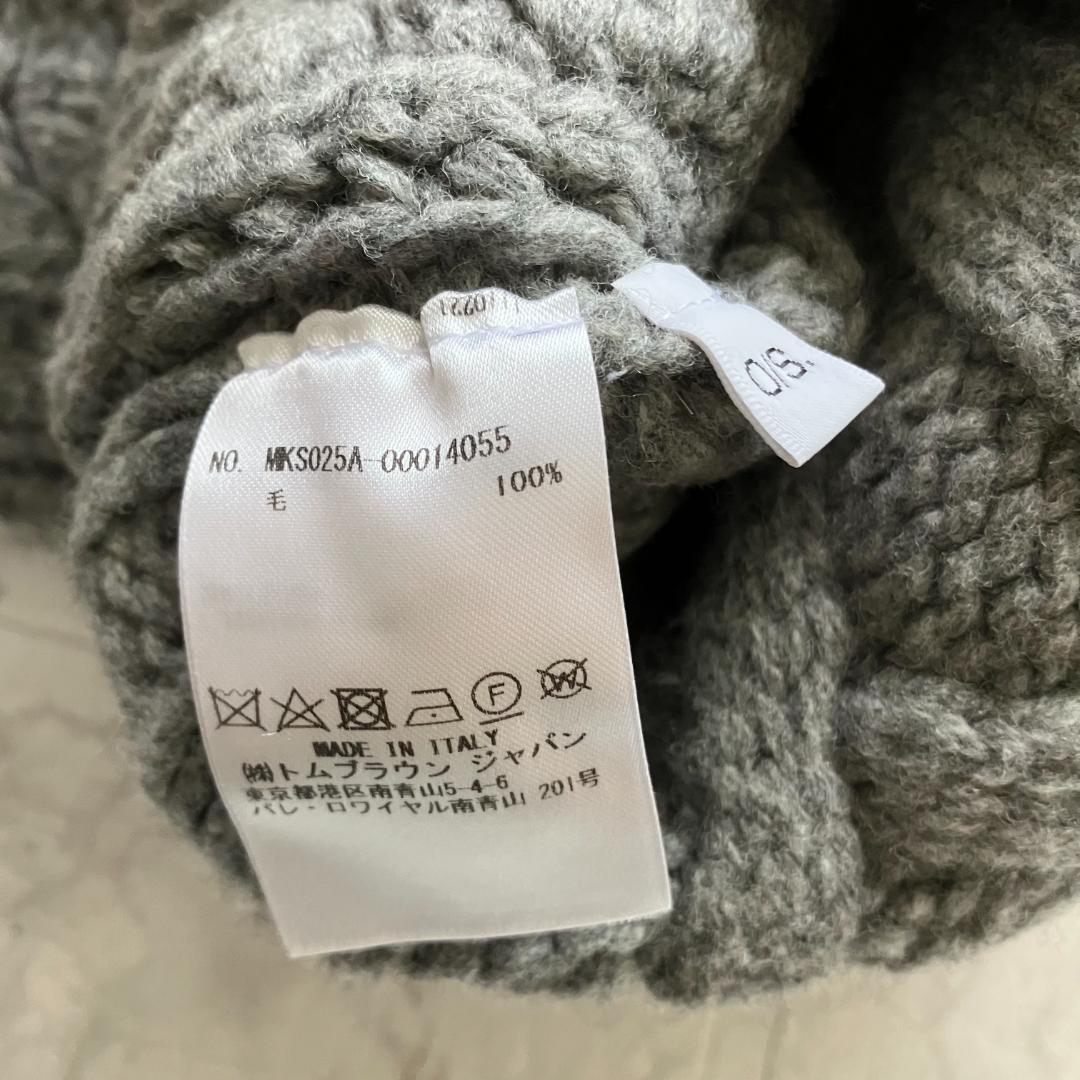 O/S.
NO. MKS025A-00014055
毛 100%
F
W
MADE IN ITALY
㈱トムブラウン ジャパン
東京都港区南青山5-4-6
パレ・ロワイヤル南青山 201号